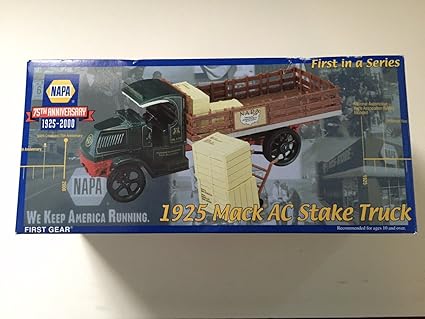 First in a Series
NAPA
75TH ANNIVERSARY
1925-2000
NAPA
NAPA
WE KEEP AMERICA RUNNING.
1925 Mack AC Stake Truck
FIRST GEAR
Recommended for ages 10 and over.